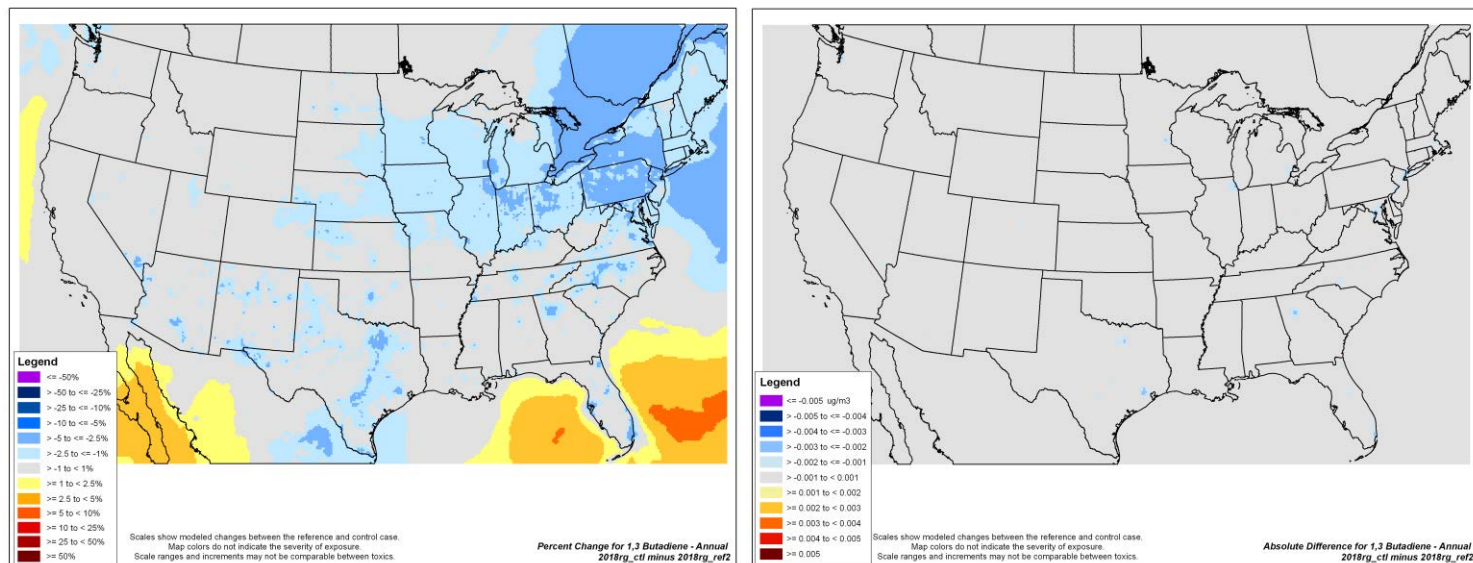 Legend
<= -50%
> -50 to <= -25%
> -25 to <= -10%
> -10 to <= -5%
> -5 to <= -2.5%
> -2.5 to <= -1%
> -1 to < 1%
>= 1 to < 2.5%
>= 2.5 to < 5%
>= 5 to < 10%
>= 10 to < 25%
>= 25 to < 50%
>= 50%
Scales show modeled changes between the reference and control case.
Map colors do not indicate the severity of exposure.
Scale ranges and increments may not be comparable between toxics.
Percent Change for 1,3 Butadiene - Annual
2018rg_ctl minus 2018rg_ref2
Legend
<= -0.005 ug/m3
> -0.005 to <= -0.004
> -0.004 to <= -0.003
> -0.003 to <= -0.002
> -0.002 to <= -0.001
> -0.001 to < 0.001
>= 0.001 to < 0.002
>= 0.002 to < 0.003
>= 0.003 to < 0.004
>= 0.004 to < 0.005
>= 0.005
Scales show modeled changes between the reference and control case.
Map colors do not indicate the severity of exposure.
Scale ranges and increments may not be comparable between toxics.
Absolute Difference for 1,3 Butadiene - Annual
2018rg_ctl minus 2018rg_ref2